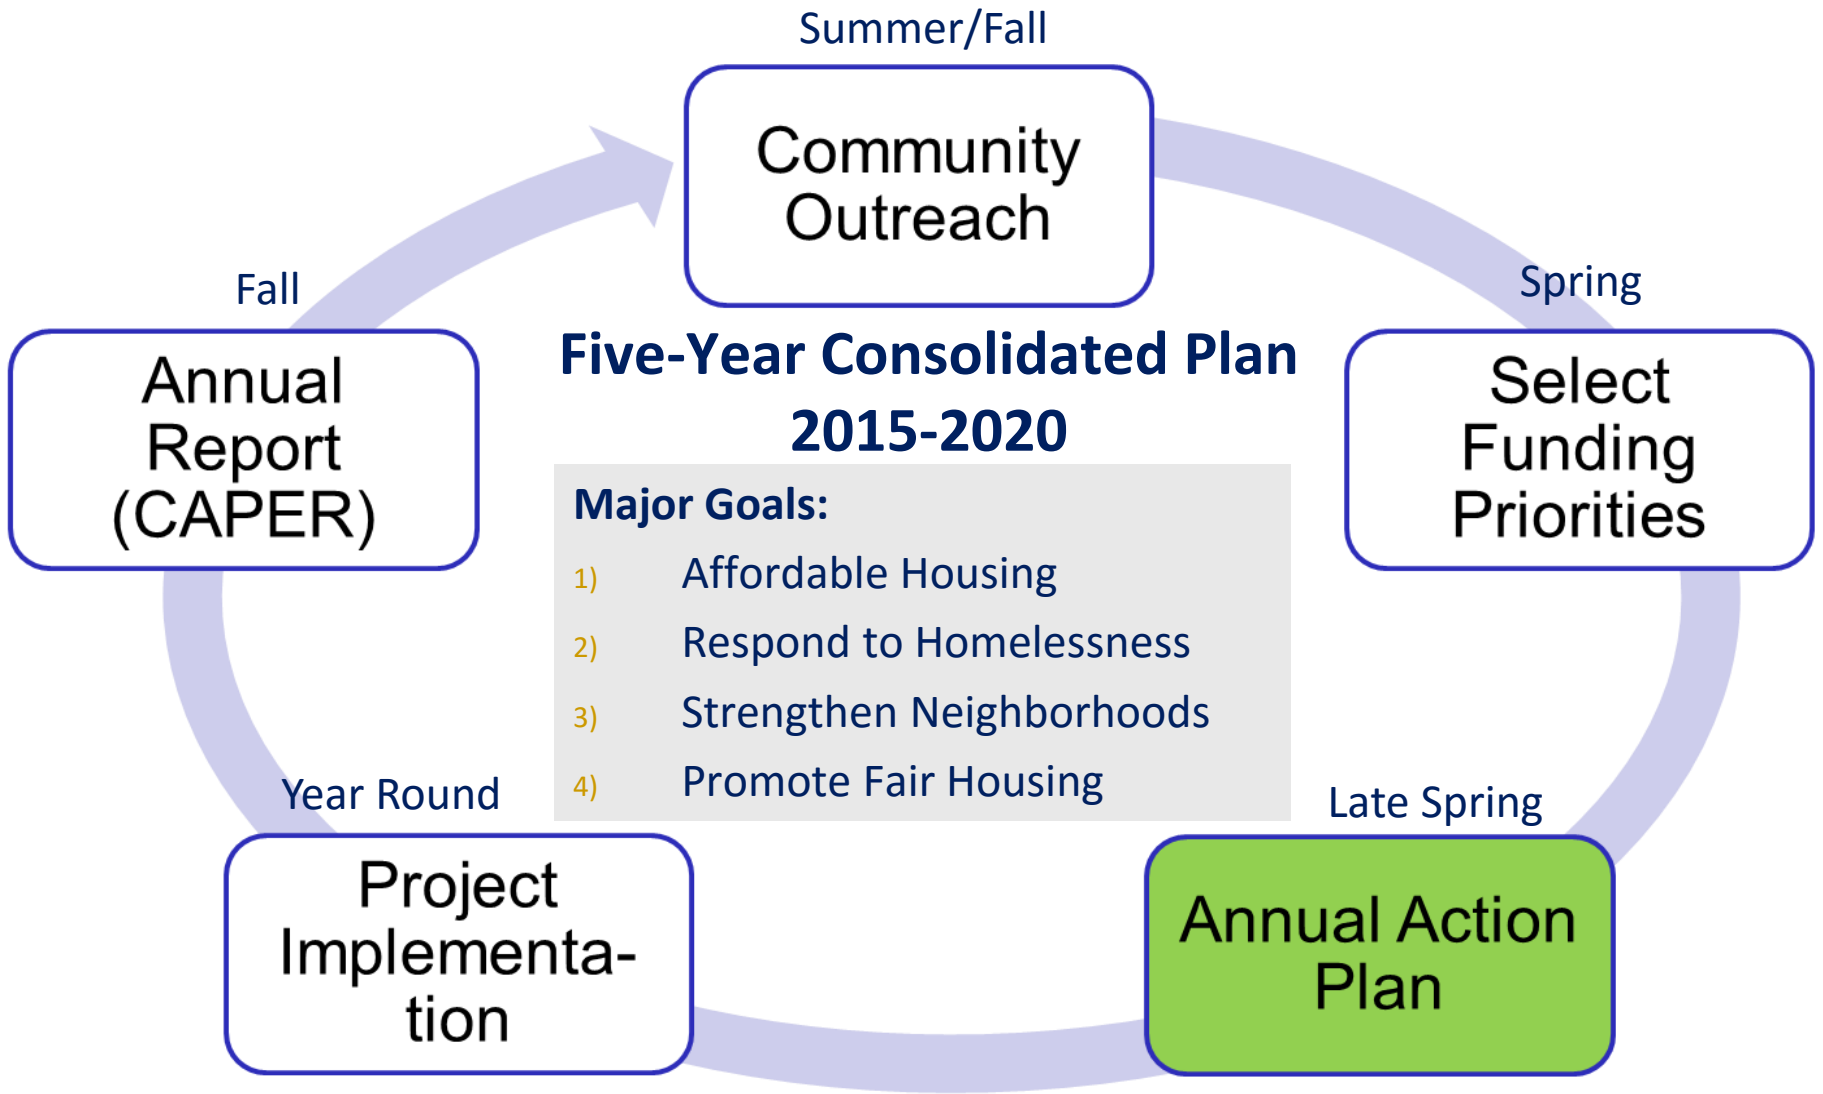 Summer/Fall
Community
Outreach
Spring
Select
Funding
Priorities
Late Spring
Annual Action
Plan
Year Round
Project
Implementa-
tion
Fall
Annual
Report
(CAPER)
Five-Year Consolidated Plan
2015-2020
Major Goals:
1) Affordable Housing
2) Respond to Homelessness
3) Strengthen Neighborhoods
4) Promote Fair Housing